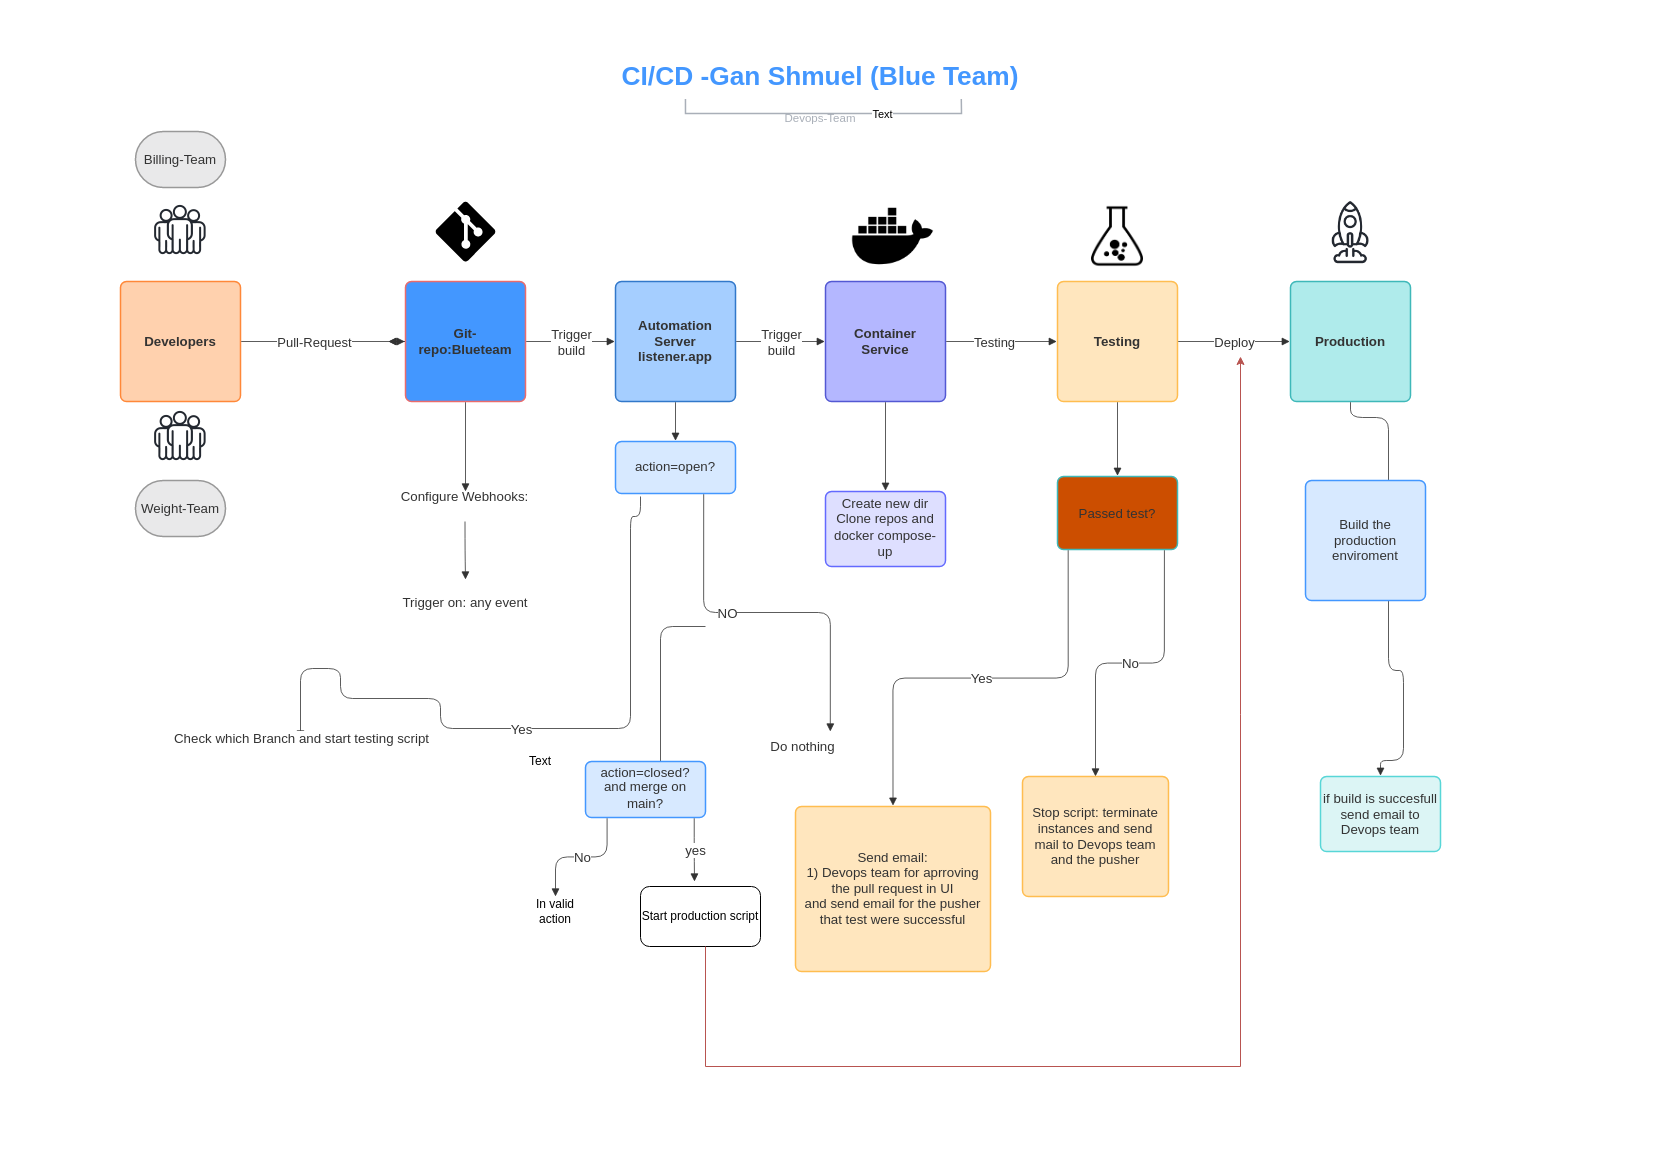 CI/CD -Gan Shmuel (Blue Team)
Devops-Team
Text
Billing-Team
Developers
Pull-Request
Git-
repo:Blueteam
Trigger
build
Automation
Server
listener.app
Trigger
build
Container
Service
Testing
Testing
Deploy
Production
Weight-Team
Configure Webhooks:
Trigger on: any event
action=open?
Create new dir
Clone repos and
docker compose-
up
Passed test?
Build the
production
enviroment
NO
Yes
No
Yes
Check which Branch and start testing script
Text
Do nothing
action=closed?
and merge on
main?
No
yes
In valid
action
Start production script
Send email:
1) Devops team for aprroving
the pull request in UI
and send email for the pusher
that test were successful
Stop script: terminate
instances and send
mail to Devops team
and the pusher
if build is succesfull
send email to
Devops team